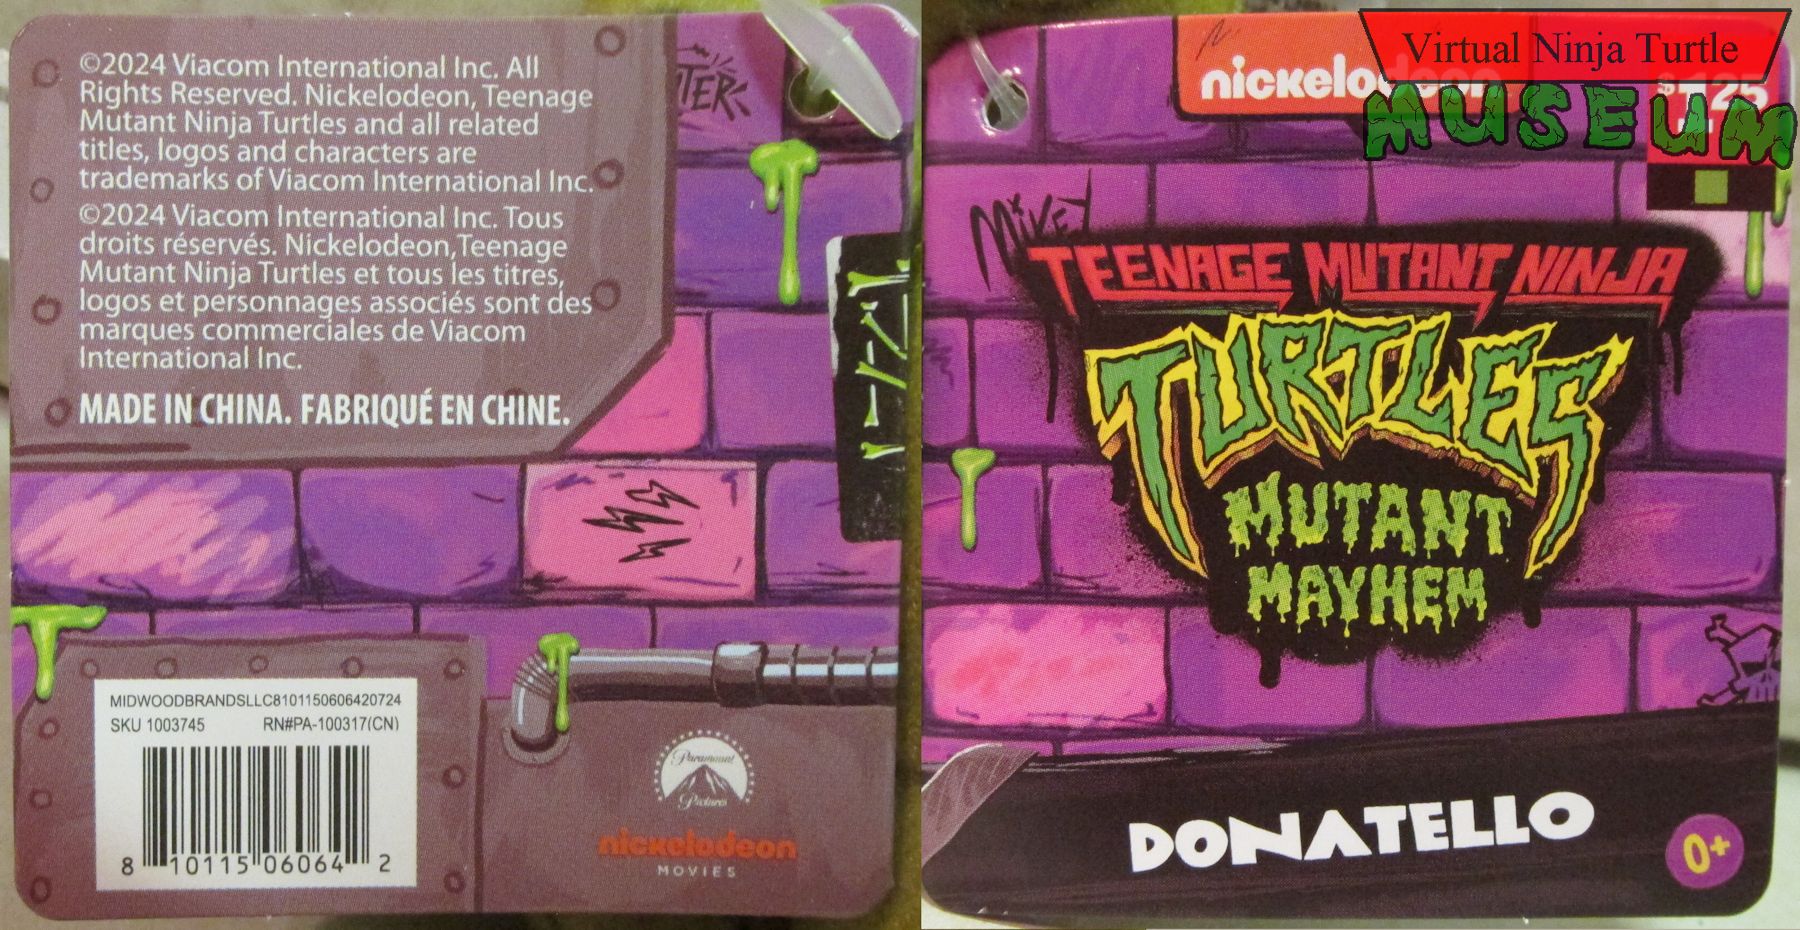 ©2024 Viacom International Inc. All
Rights Reserved. Nickelodeon, Teenage
Mutant Ninja Turtles and all related
titles, logos and characters are
trademarks of Viacom International Inc.
©2024 Viacom International Inc. Tous
droits réservés. Nickelodeon,Teenage
Mutant Ninja Turtles et tous les titres,
logos et personnages associés sont des
marques commerciales de Viacom
International Inc.
MADE IN CHINA. FABRIQUÉ EN CHINE.
MIDWOODBRANDSLLC8101150606420724
SKU 1003745 RN#PA-100317(CN)
8 10115 06064 2
Paramount
Pictures
nickelodeon
MOVIES
nickelodeon
Virtual Ninja Turtle
MUSEUM
$1.25
MiKEY
TEENAGE MUTANT NINJA
TURTLES
MUTANT
MAYHEM
DONATELLO
0+